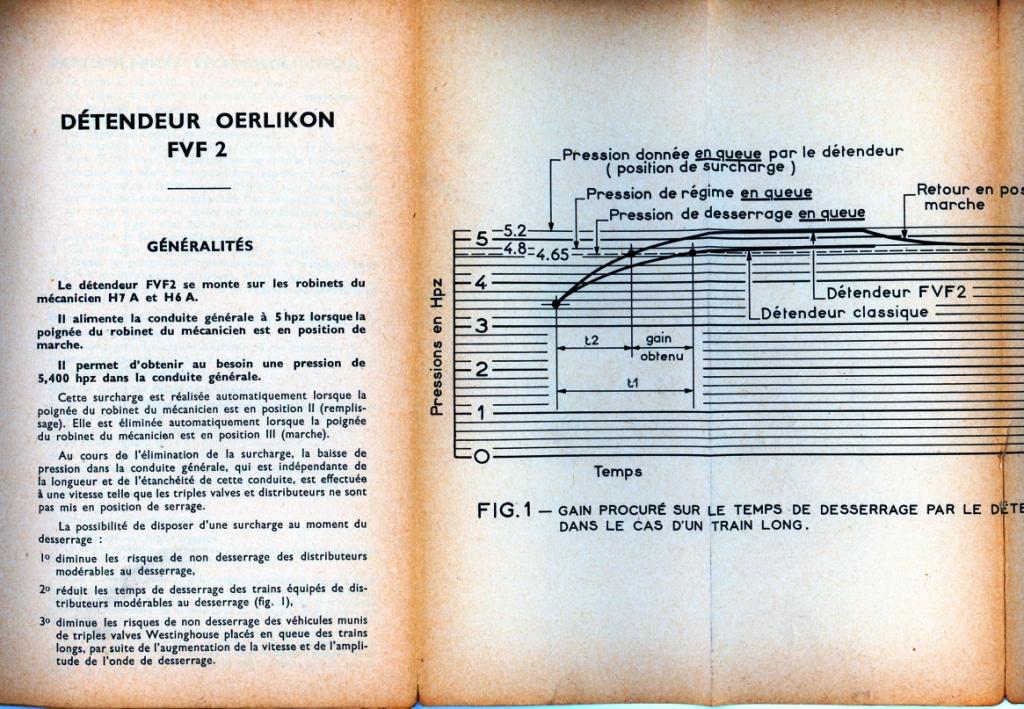 DÉTENDEUR OERLIKON
FVF 2
GÉNÉRALITÉS
Le détendeur FVF2 se monte sur les robinets du
mécanicien H7 A et H6 A.
Il alimente la conduite générale à 5 hpz lorsque la
poignée du robinet du mécanicien est en position de
marche.
Il permet d'obtenir au besoin une pression de
5,400 hpz dans la conduite générale.
Cette surcharge est réalisée automatiquement lorsque la
poignée du robinet du mécanicien est en position II (remplis-
sage). Elle est éliminée automatiquement lorsque la poignée
du robinet du mécanicien est en position III (marche).
Au cours de l'élimination de la surcharge, la baisse de
pression dans la conduite générale, qui est indépendante de
la longueur et de l'étanchéité de cette conduite, est effectuée
à une vitesse telle que les triples valves et distributeurs ne sont
pas mis en position de serrage.
La possibilité de disposer d'une surcharge au moment du
desserrage :
1º diminue les risques de non desserrage des distributeurs
modérables au desserrage,
2º réduit les temps de desserrage des trains équipés de dis-
tributeurs modérables au desserrage (fig. 1),
3º diminue les risques de non desserrage des véhicules munis
de triples valves Westinghouse placés en queue des trains
longs, par suite de l'augmentation de la vitesse et de l'ampli-
tude de l'onde de desserrage.
Pression donnée en queue par le détendeur
( position de surcharge )
Pression de régime en queue
Pression de desserrage en queue
Retour en pos
marche
5.2
5
4.8
4.65
4
3
2
1
0
Pressions en Hpz
Détendeur FVF2
Détendeur classique
t2
gain
obtenu
t1
Temps
FIG.1 — GAIN PROCURÉ SUR LE TEMPS DE DESSERRAGE PAR LE DÉTE
DANS LE CAS D'UN TRAIN LONG.